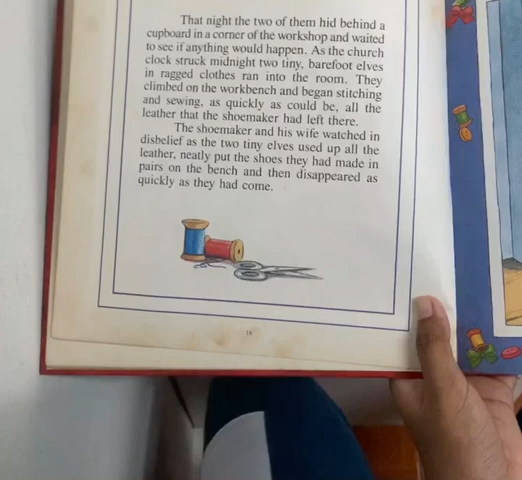 That night the two of them hid behind a
cupboard in a corner of the workshop and waited
to see if anything would happen. As the church
clock struck midnight two tiny, barefoot elves
in ragged clothes ran into the room. They
climbed on the workbench and began stitching
and sewing, as quickly as could be, all the
leather that the shoemaker had left there.
The shoemaker and his wife watched in
disbelief as the two tiny elves used up all the
leather, neatly put the shoes they had made in
pairs on the bench and then disappeared as
quickly as they had come.
16